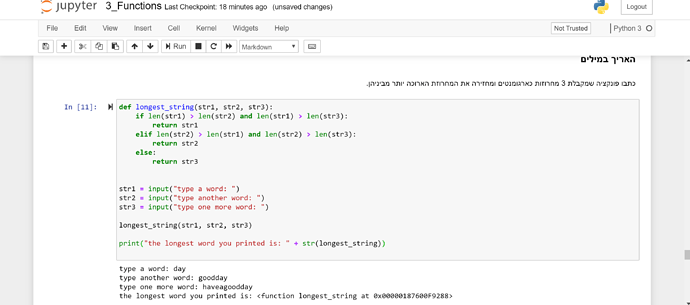 jupyter 3_Functions Last Checkpoint: 18 minutes ago (unsaved changes)
Logout
File Edit View Insert Cell Kernel Widgets Help
Not Trusted Python 3
Run Markdown
האריך במילים
כתבו פונקציה שמקבלת 3 מחרוזות כארגומנטים ומחזירה את המחרוזת הארוכה יותר מביניהן.
In [11]:
def longest_string(str1, str2, str3):
    if len(str1) > len(str2) and len(str1) > len(str3):
        return str1
    elif len(str2) > len(str1) and len(str2) > len(str3):
        return str2
    else:
        return str3
str1 = input("type a word: ")
str2 = input("type another word: ")
str3 = input("type one more word: ")
longest_string(str1, str2, str3)
print("the longest word you printed is: " + str(longest_string))
type a word: day
type another word: goodday
type one more word: haveagoodday
the longest word you printed is: <function longest_string at 0x00000187600F9288>